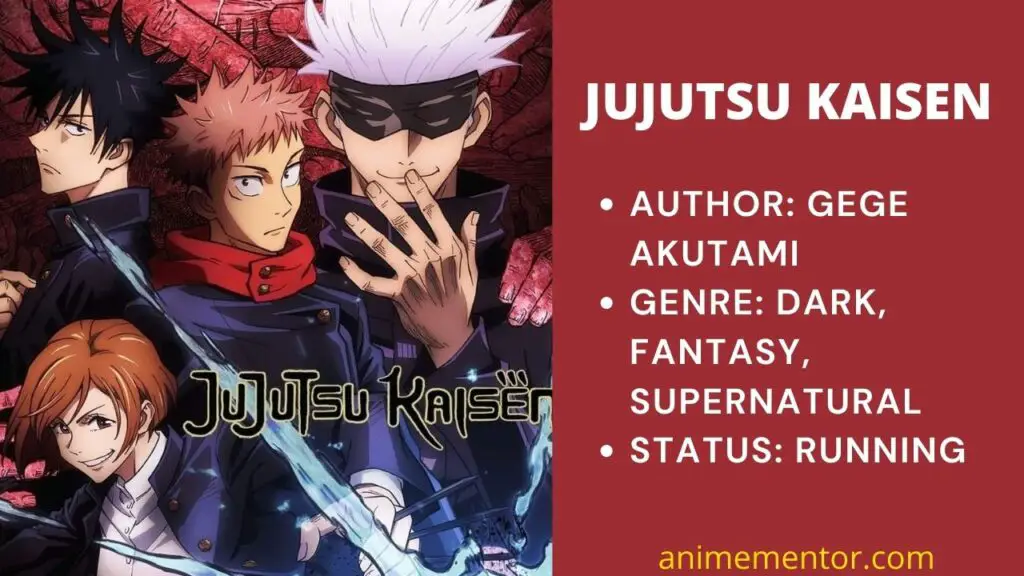 JUJUTSU KAISEN
JUJUTSU KAISEN
• AUTHOR: GEGE
AKUTAMI
• GENRE: DARK,
FANTASY,
SUPERNATURAL
• STATUS: RUNNING
animementor.com